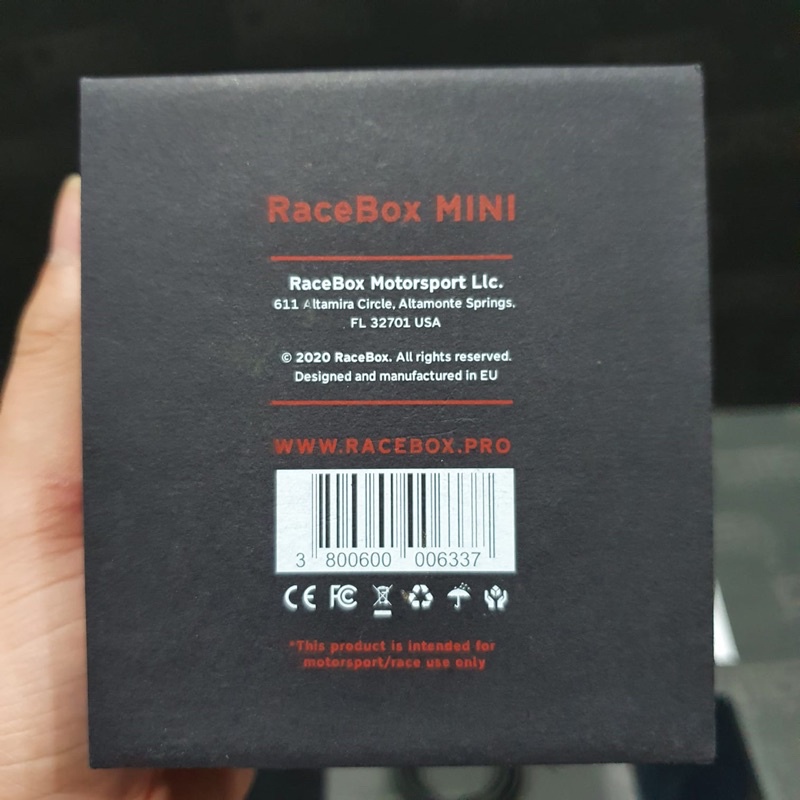 RaceBox MINI
RaceBox Motorsport Llc.
611 Altamira Circle, Altamonte Springs,
FL 32701 USA
© 2020 RaceBox. All rights reserved.
Designed and manufactured in EU
WWW.RACEBOX.PRO
3 800600 006337
CE FC
*This product is intended for
motorsport/race use only